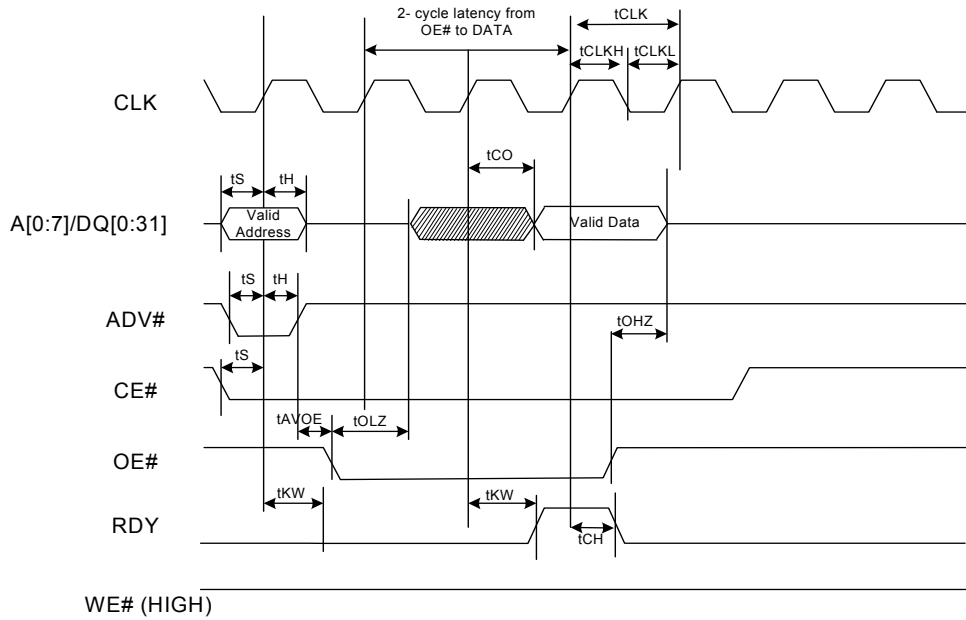 2- cycle latency from
OE# to DATA
tCLK
tCLKH
tCLKL
CLK
tCO
tS
tH
A[0:7]/DQ[0:31]
Valid
Address
Valid Data
tS
tH
ADV#
tOHZ
tS
CE#
tAVOE
tOLZ
OE#
tKW
tKW
RDY
tCH
WE# (HIGH)